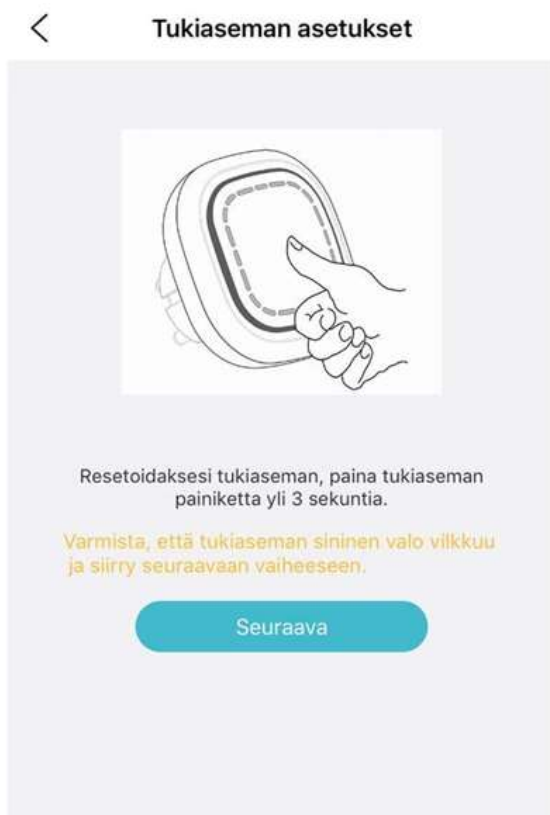 Tukiaseman asetukset
Resetoidaksesi tukiaseman, paina tukiaseman
painiketta yli 3 sekuntia.
Varmista, että tukiaseman sininen valo vilkkuu
ja siirry seuraavaan vaiheeseen.
Seuraava